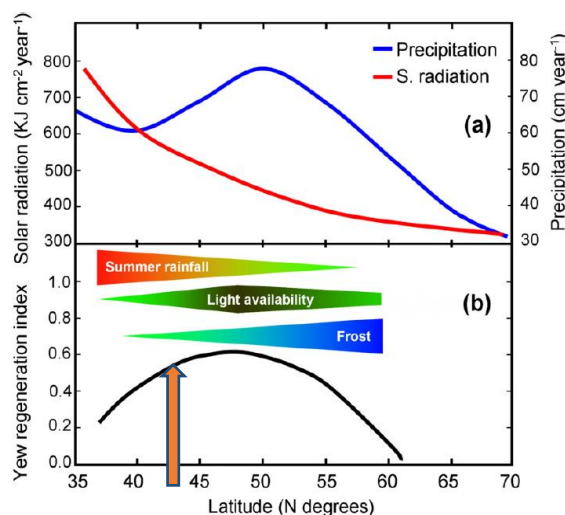 Precipitation
S. radiation
(a)
Solar radiation (KJ cm⁻² year⁻¹)
800
700
600
500
400
300
80
70
60
50
40
30
Precipitation (cm year⁻¹)
Summer rainfall
Light availability
Frost
(b)
Yew regeneration index
1.0
0.8
0.6
0.4
0.2
0.0
35 40 45 50 55 60 65 70
Latitude (N degrees)